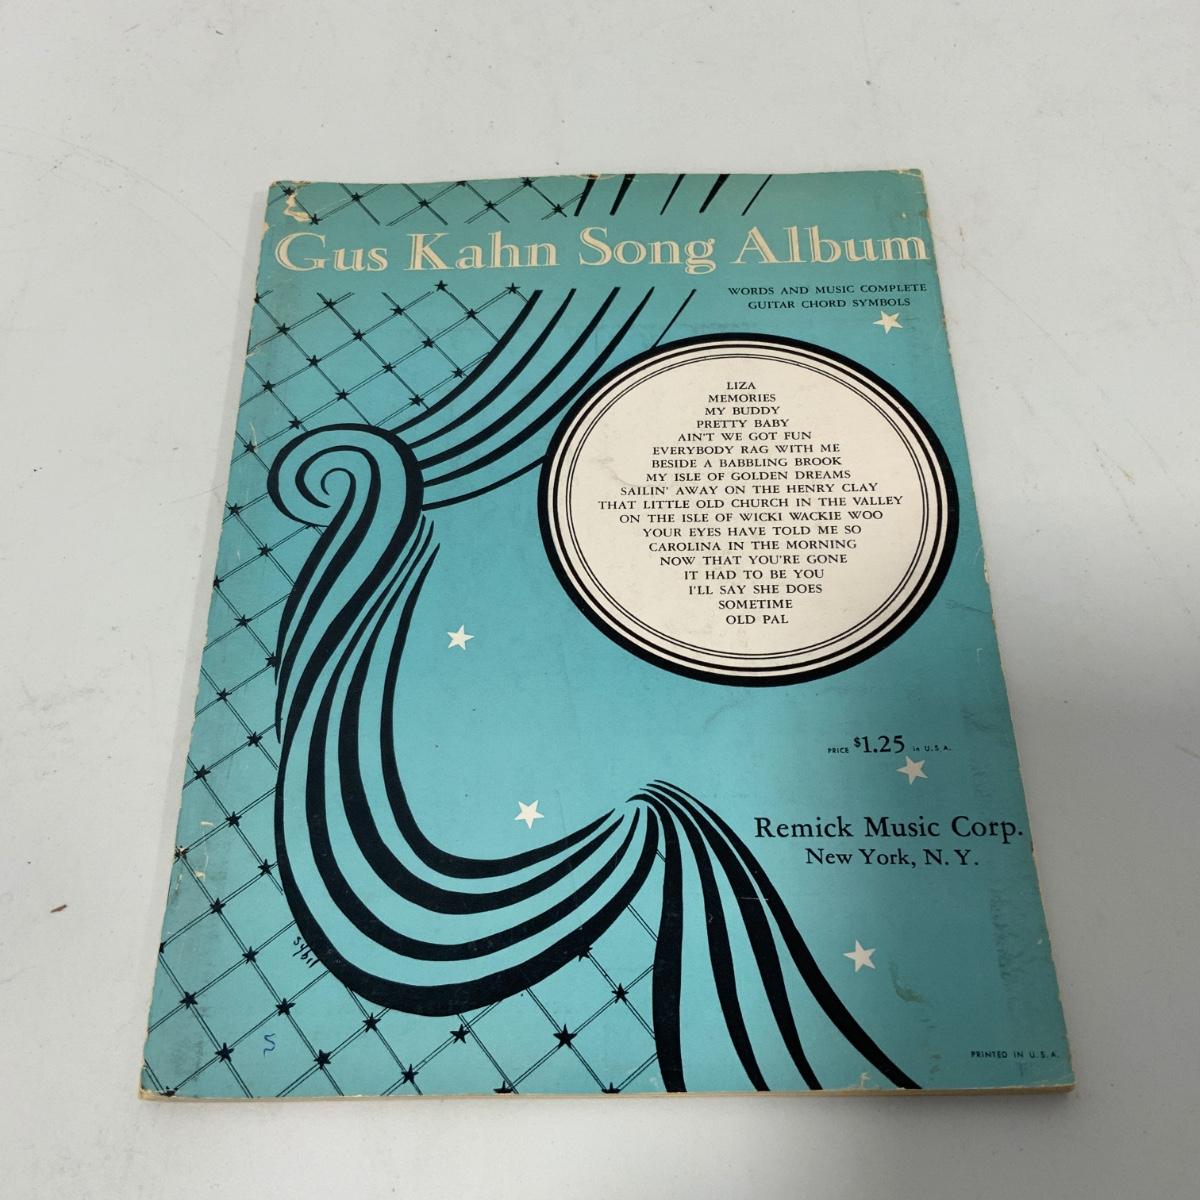 Gus Kahn Song Album
WORDS AND MUSIC COMPLETE
GUITAR CHORD SYMBOLS
LIZA
MEMORIES
MY BUDDY
PRETTY BABY
AIN'T WE GOT FUN
EVERYBODY RAG WITH ME
BESIDE A BABBLING BROOK
MY ISLE OF GOLDEN DREAMS
SAILIN' AWAY ON THE HENRY CLAY
THAT LITTLE OLD CHURCH IN THE VALLEY
ON THE ISLE OF WICKI WACKIE WOO
YOUR EYES HAVE TOLD ME SO
CAROLINA IN THE MORNING
NOW THAT YOU'RE GONE
IT HAD TO BE YOU
I'LL SAY SHE DOES
SOMETIME
OLD PAL
PRICE $1.25 in U.S.A.
Remick Music Corp.
New York, N. Y.
sybil
5
PRINTED IN U.S.A.